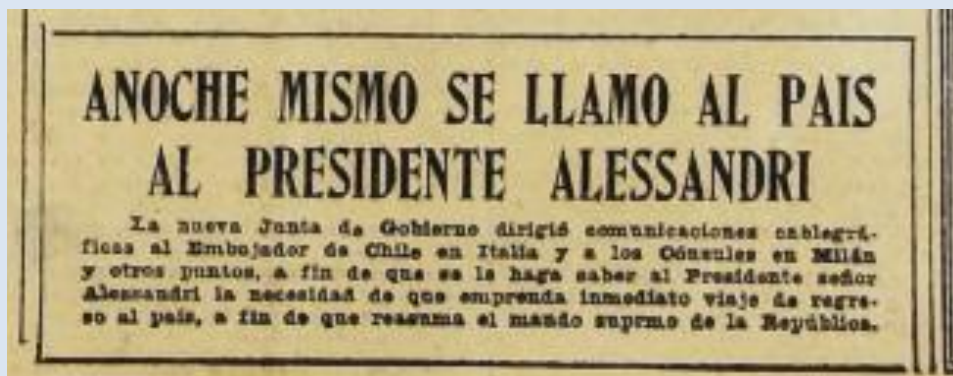 ANOCHE MISMO SE LLAMO AL PAIS
AL PRESIDENTE ALESSANDRI
La nueva Junta de Gobierno dirigió comunicaciones cablegrá-
ficas al Embajador de Chile en Italia y a los Cónsules en Milán
y otros puntos, a fin de que se le haga saber al Presidente señor
Alessandri la necesidad de que emprenda inmediato viaje de regre-
so al país, a fin de que reasuma el mando suprmo de la República.